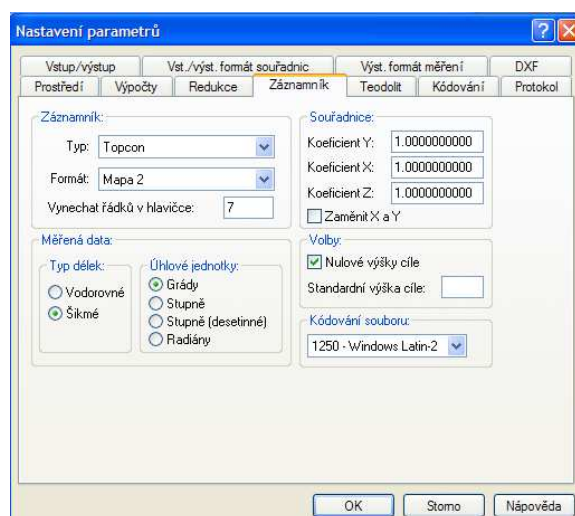 Nastavení parametrů
Vstup/výstup Vst./výst. formát souřadnic Výst. formát měření DXF
Prostředí Výpočty Redukce Záznamník Teodolit Kódování Protokol
Záznamník:
Typ: Topcon
Formát: Mapa 2
Vynechat řádků v hlavičce: 7
Souřadnice:
Koeficient Y: 1.0000000000
Koeficient X: 1.0000000000
Koeficient Z: 1.0000000000
Zaměnit X a Y
Měřená data:
Typ délek:
Vodorovné
Šikmé
Úhlové jednotky:
Grády
Stupně
Stupně (desetinné)
Radiány
Volby:
Nulové výšky cíle
Standardní výška cíle:
Kódování souboru:
1250 - Windows Latin-2
OK Storno Nápověda